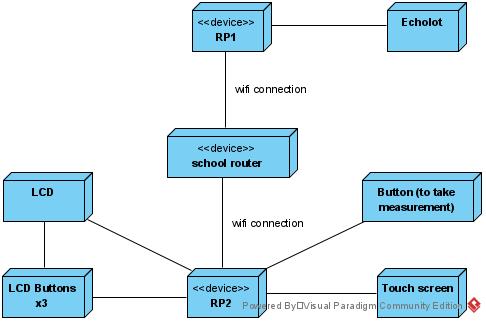 <<device>>
RP1
Echolot
wifi connection
<<device>>
school router
LCD
Button (to take
measurement)
wifi connection
LCD Buttons
x3
<<device>>
RP2
Touch screen
Powered By Visual Paradigm Community Edition